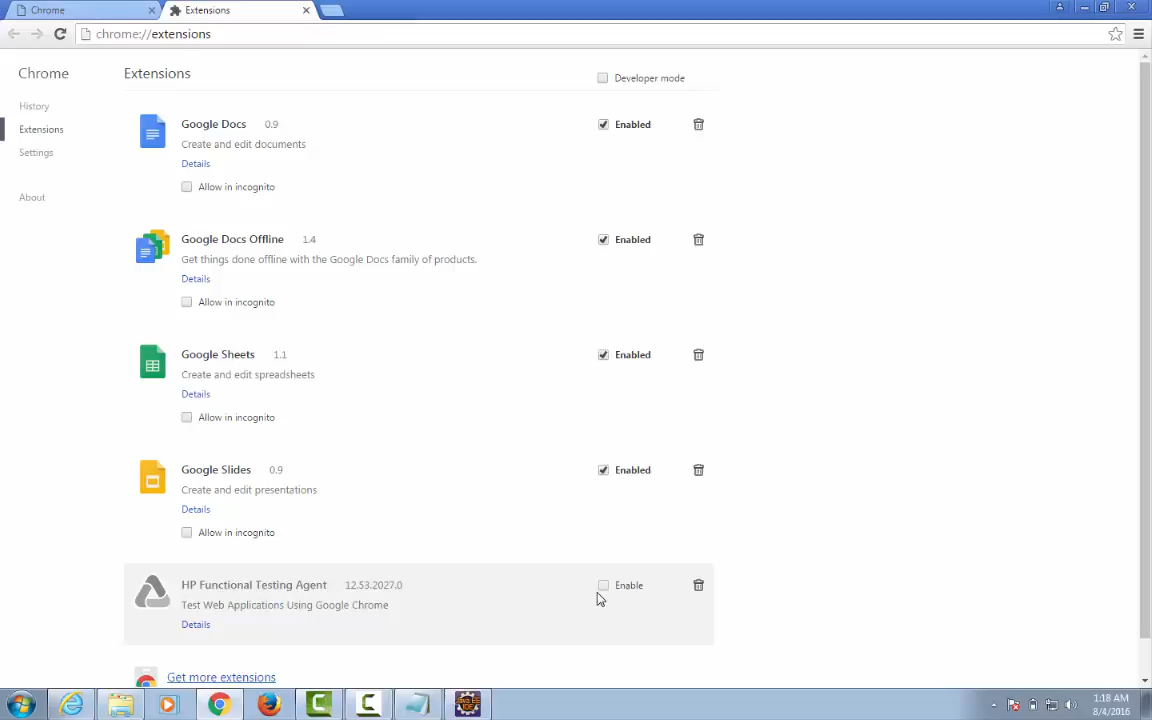 Chrome
Extensions
chrome://extensions
Chrome
Extensions
Developer mode
History
Extensions
Settings
About
Google Docs 0.9
Enabled
Create and edit documents
Details
Allow in incognito
Google Docs Offline 1.4
Enabled
Get things done offline with the Google Docs family of products.
Details
Allow in incognito
Google Sheets 1.1
Enabled
Create and edit spreadsheets
Details
Allow in incognito
Google Slides 0.9
Enabled
Create and edit presentations
Details
Allow in incognito
HP Functional Testing Agent 12.53.2027.0
Enable
Test Web Applications Using Google Chrome
Details
Get more extensions
1:18 AM
8/4/2016